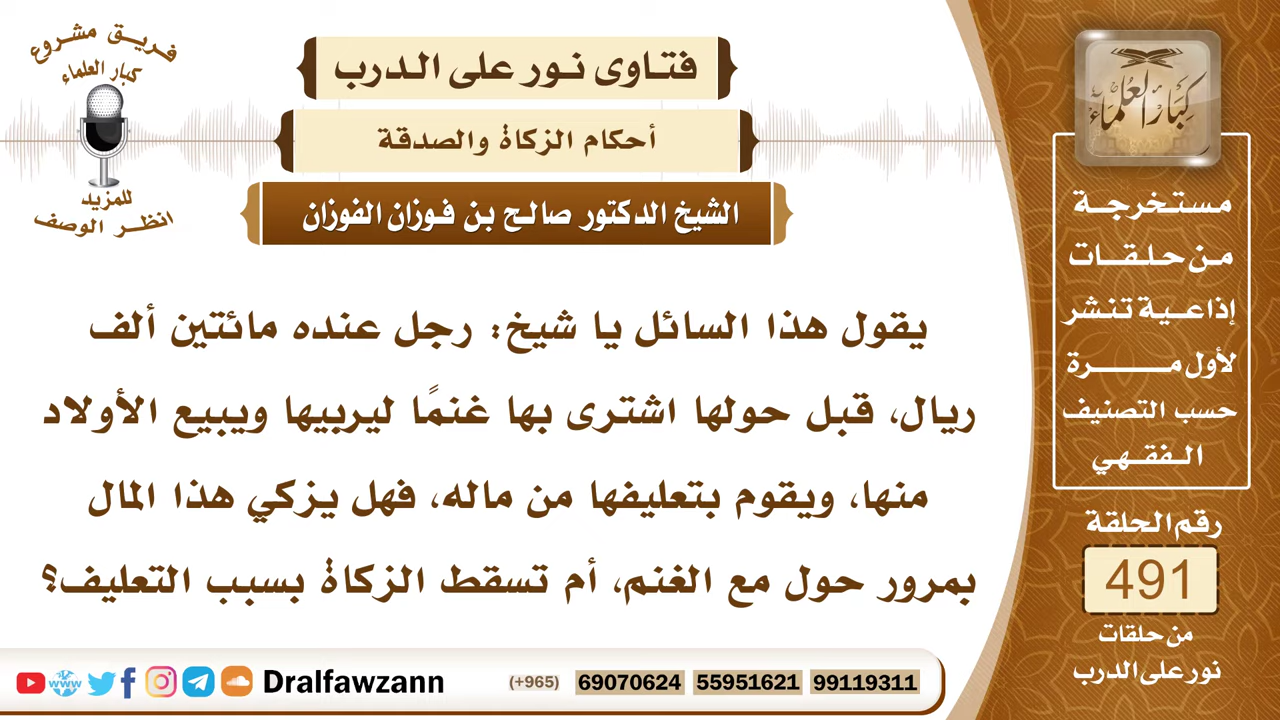 فريق مشروع
كبار العلماء
للمزيد
انظر الوصف
فتاوى نور على الدرب
أحكام الزكاة والصدقة
الشيخ الدكتور صالح بن فوزان الفوزان
يقول هذا السائل يا شيخ: رجل عنده مائتين ألف
ريال، قبل حولها اشترى بها غنمًا ليربيها ويبيع الأولاد
منها، ويقوم بتعليفها من ماله، فهل يزكي هذا المال
بمرور حول مع الغنم، أم تسقط الزكاة بسبب التعليف؟
كبار العلماء
مستخرجة
من حلقات
إذاعية تنشر
لأول مرة
حسب التصنيف
الفقهي
رقم الحلقة
491
من حلقات
نور على الدرب
www
Dralfawzann
(+965) 69070624 55951621 99119311